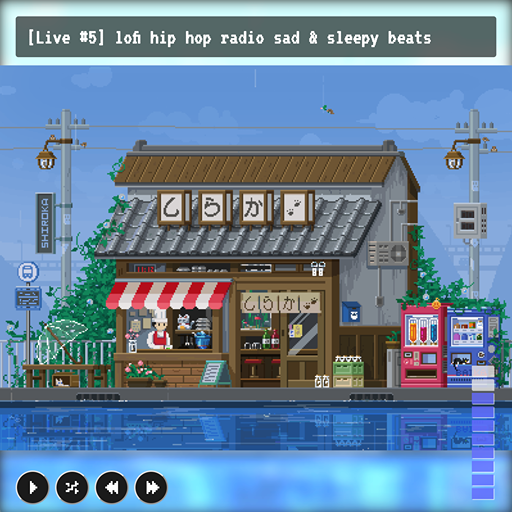 [Live #5] lofi hip hop radio sad & sleepy beats
しらか
SHIROKA
しらか